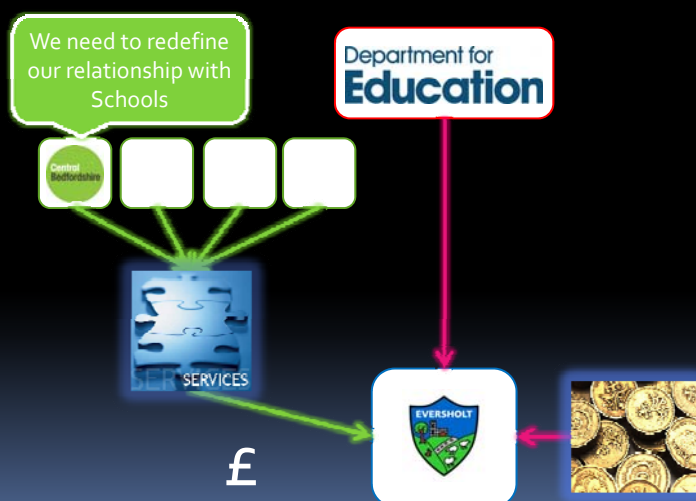 We need to redefine
our relationship with
Schools
Department for
Education
Central
Bedfordshire
SERVICES
EVERSHOLT
£